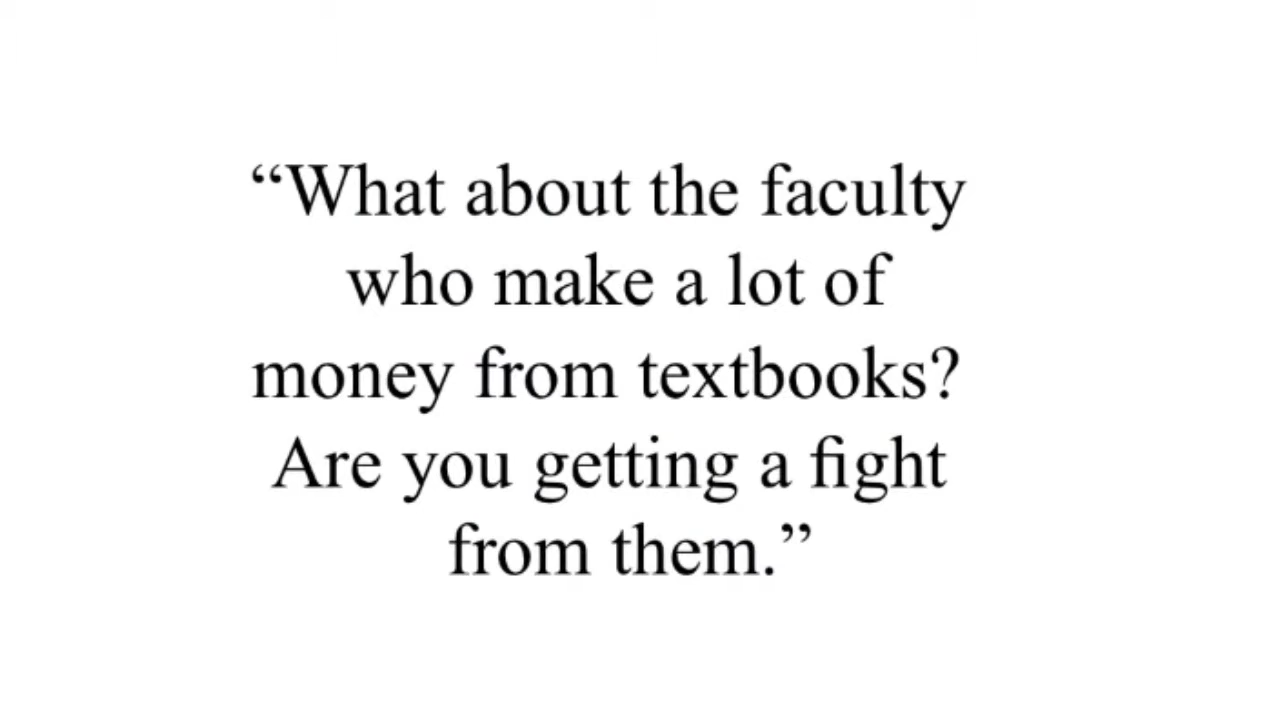 “What about the faculty
who make a lot of
money from textbooks?
Are you getting a fight
from them.”